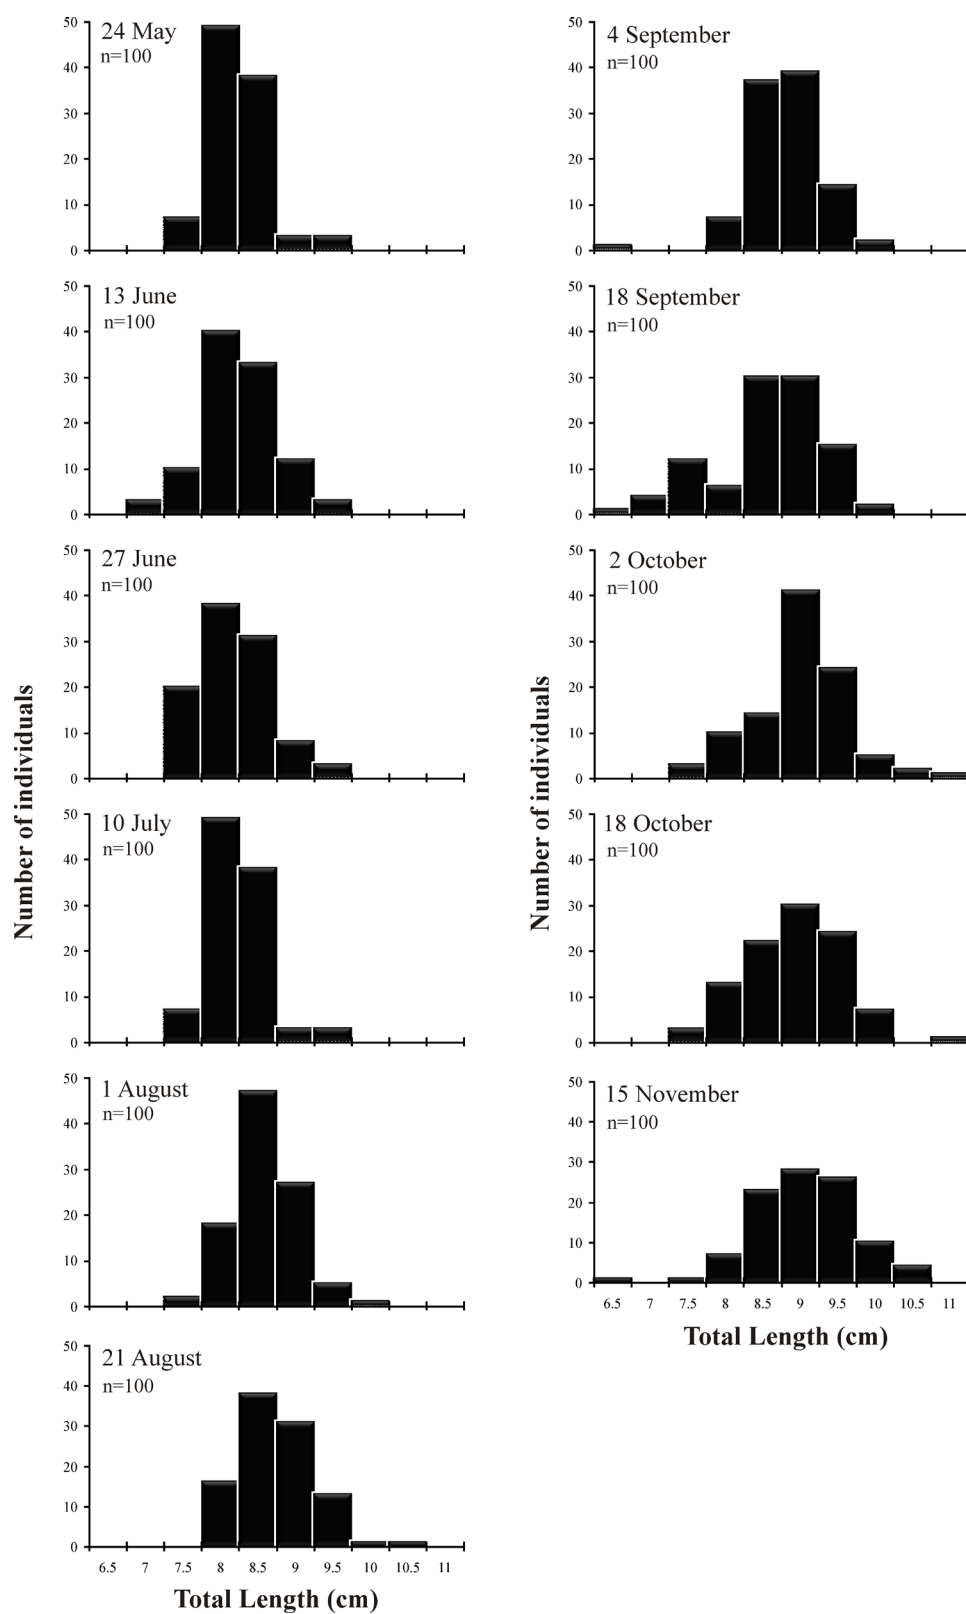 24 May
n=100
50
40
30
20
10
0
13 June
n=100
50
40
30
20
10
0
27 June
n=100
50
40
30
20
10
0
10 July
n=100
50
40
30
20
10
0
1 August
n=100
50
40
30
20
10
0
21 August
n=100
50
40
30
20
10
0
6.5 7 7.5 8 8.5 9 9.5 10 10.5 11
Total Length (cm)
Number of individuals
4 September
n=100
50
40
30
20
10
0
18 September
n=100
50
40
30
20
10
0
2 October
n=100
50
40
30
20
10
0
18 October
n=100
50
40
30
20
10
0
15 November
n=100
50
40
30
20
10
0
6.5 7 7.5 8 8.5 9 9.5 10 10.5 11
Total Length (cm)
Number of individuals